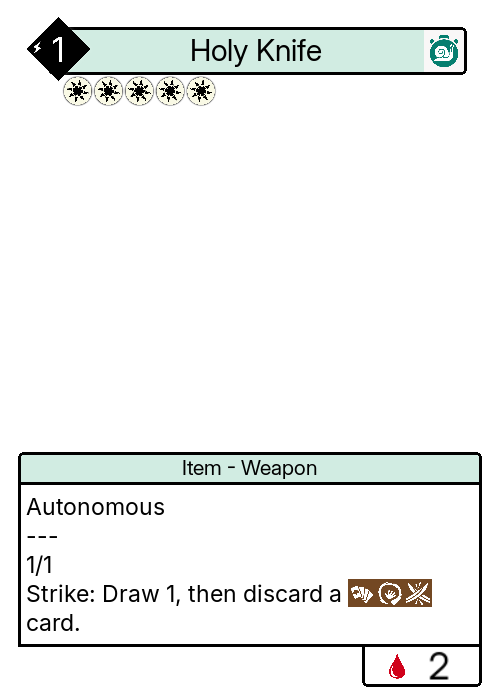 1
Holy Knife
Item - Weapon
Autonomous
---
1/1
Strike: Draw 1, then discard a
card.
2